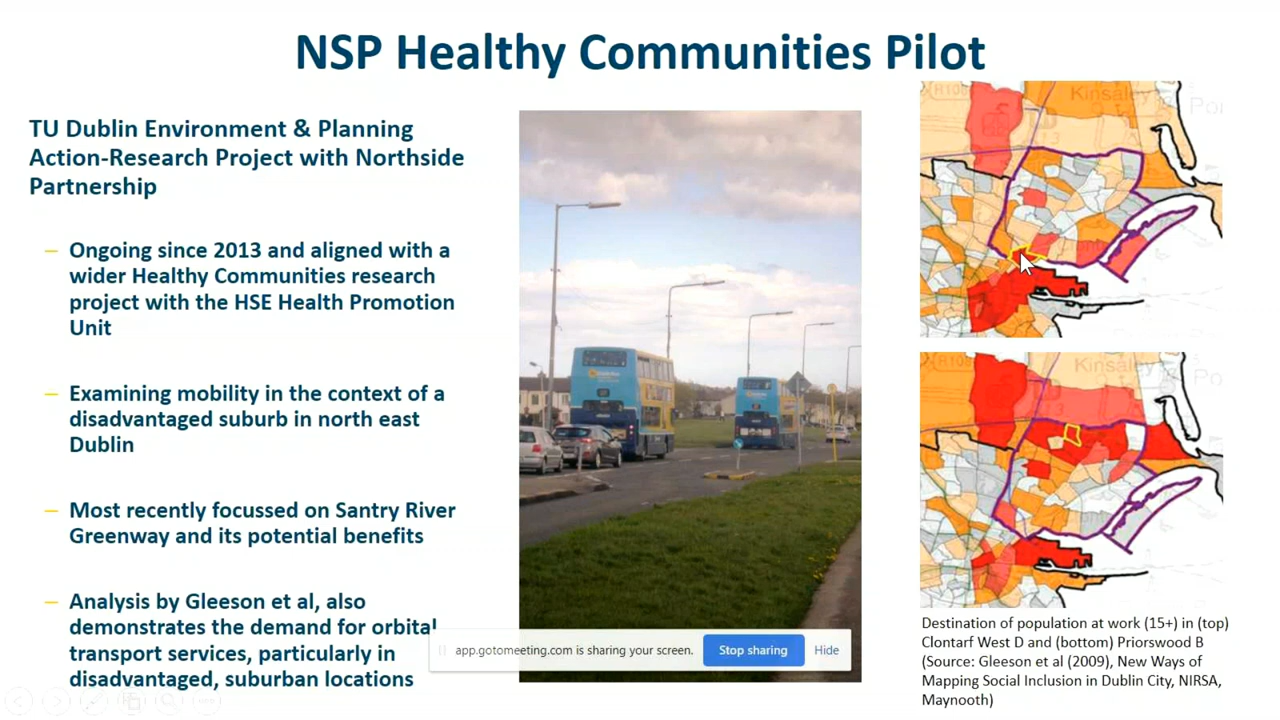 NSP Healthy Communities Pilot
TU Dublin Environment & Planning
Action-Research Project with Northside
Partnership
– Ongoing since 2013 and aligned with a
wider Healthy Communities research
project with the HSE Health Promotion
Unit
– Examining mobility in the context of a
disadvantaged suburb in north east
Dublin
– Most recently focussed on Santry River
Greenway and its potential benefits
– Analysis by Gleeson et al, also
demonstrates the demand for orbital
transport services, particularly in
disadvantaged, suburban locations
app.gotomeeting.com is sharing your screen.
Stop sharing
Hide
Kinsaley
Kinsaley
Destination of population at work (15+) in (top)
Clontarf West D and (bottom) Priorswood B
(Source: Gleeson et al (2009), New Ways of
Mapping Social Inclusion in Dublin City, NIRSA,
Maynooth)